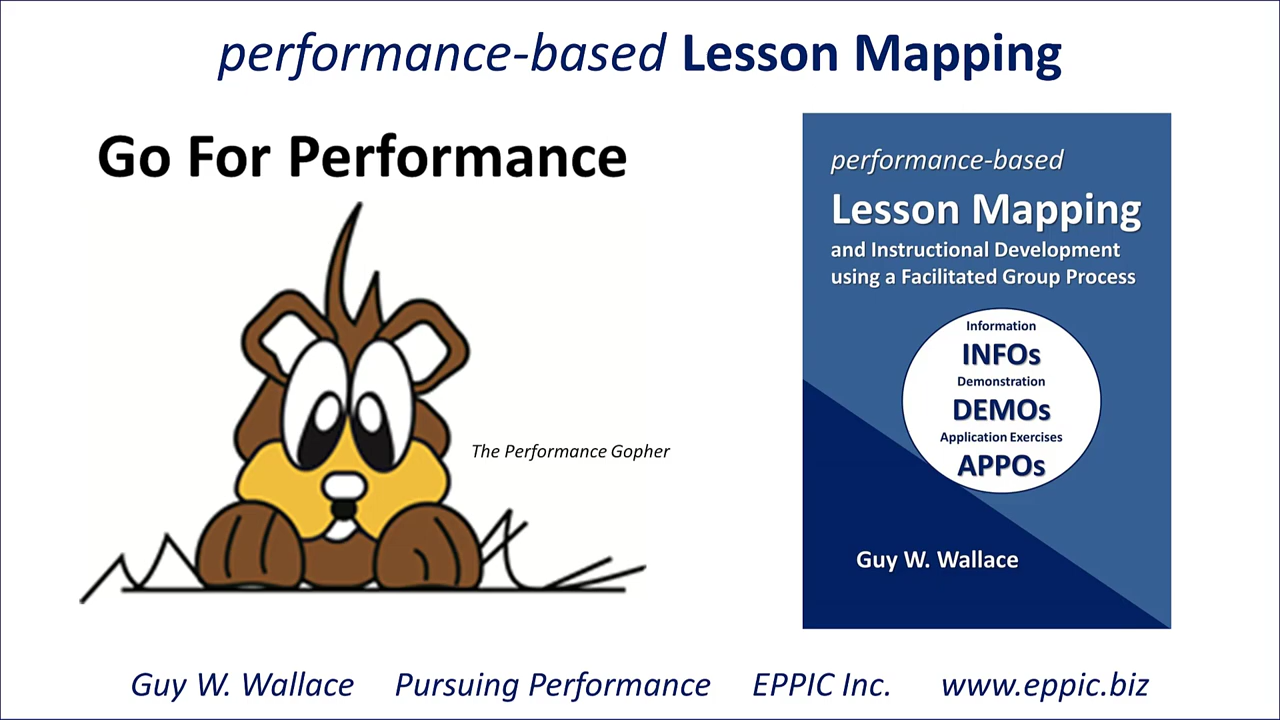 performance-based Lesson Mapping
Go For Performance
The Performance Gopher
performance-based
Lesson Mapping
and Instructional Development
using a Facilitated Group Process
Information
INFOs
Demonstration
DEMOs
Application Exercises
APPOs
Guy W. Wallace
Guy W. Wallace Pursuing Performance EPPIC Inc. www.eppic.biz